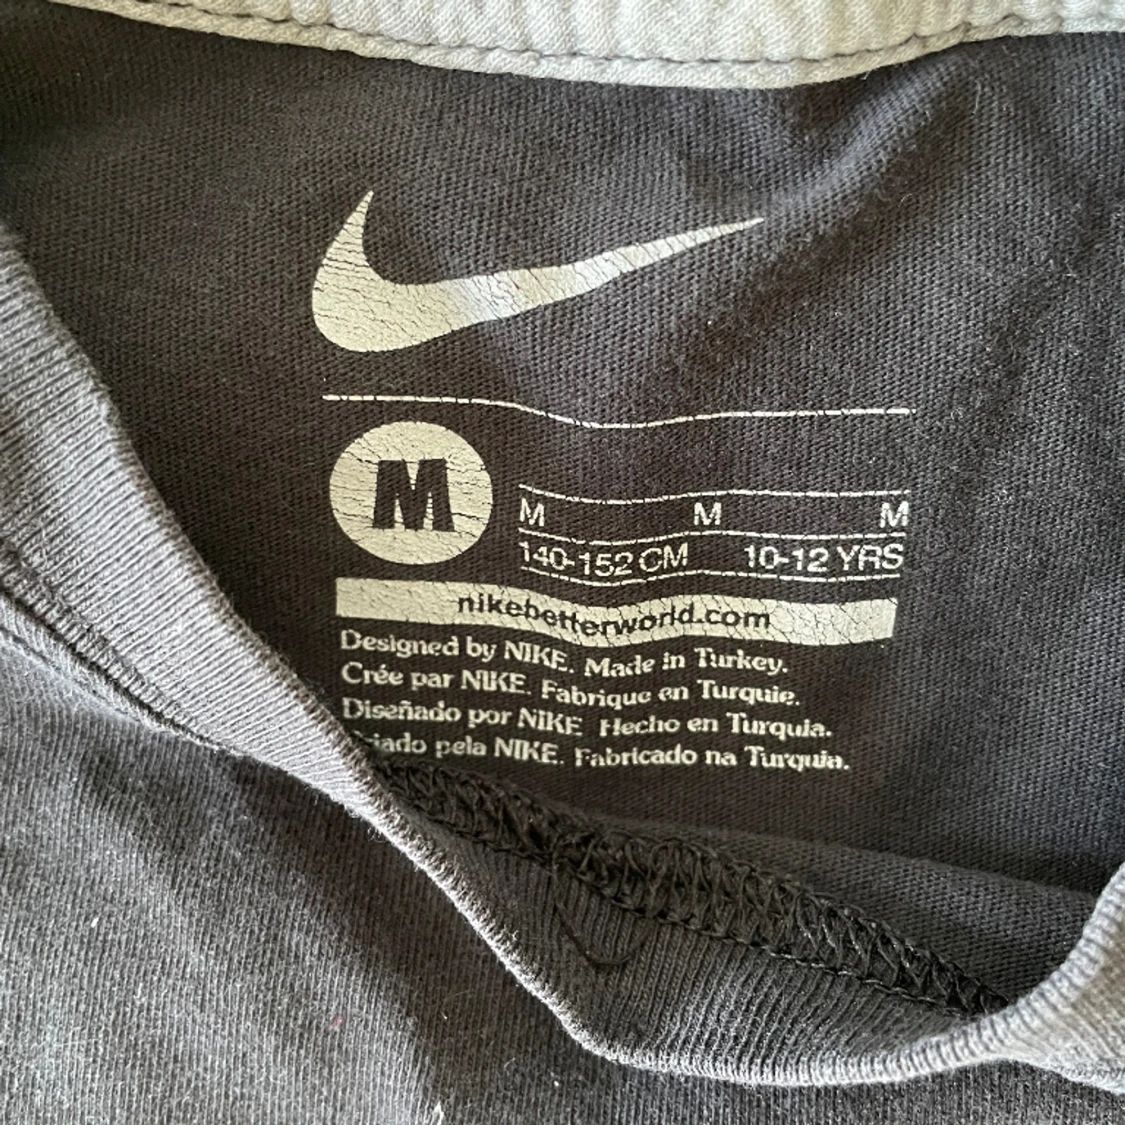 M
M M M
140-152 CM 10-12 YRS
nikebetterworld.com
Designed by NIKE. Made in Turkey.
Crée par NIKE. Fabrique en Turquie.
Diseñado por NIKE Hecho en Turquia.
pela NIKE. Fabricado na Turquia.